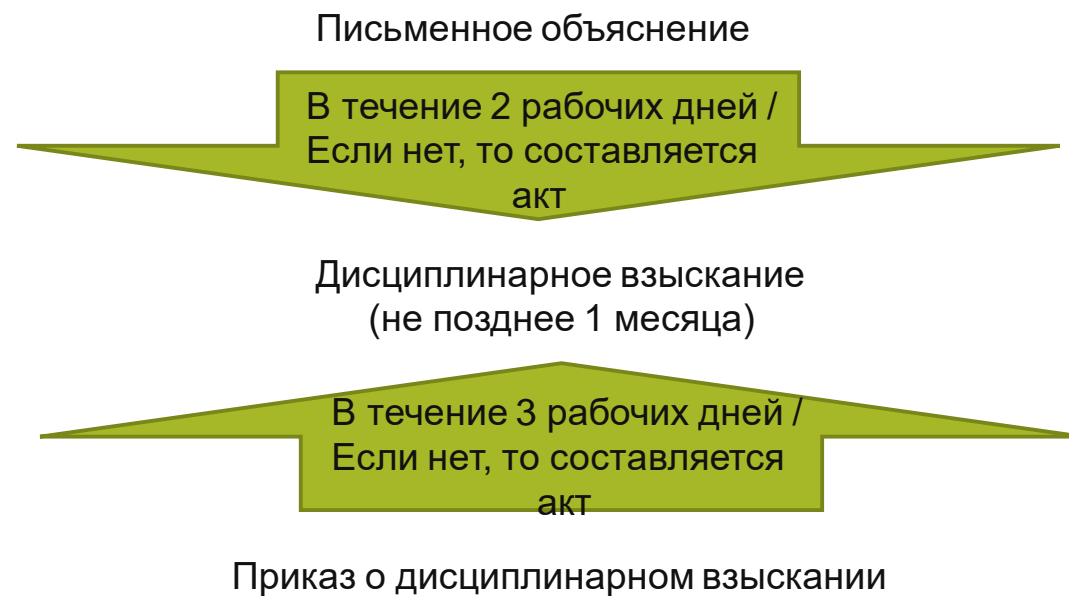 Письменное объяснение
В течение 2 рабочих дней /
Если нет, то составляется
акт
Дисциплинарное взыскание
(не позднее 1 месяца)
В течение 3 рабочих дней /
Если нет, то составляется
акт
Приказ о дисциплинарном взыскании